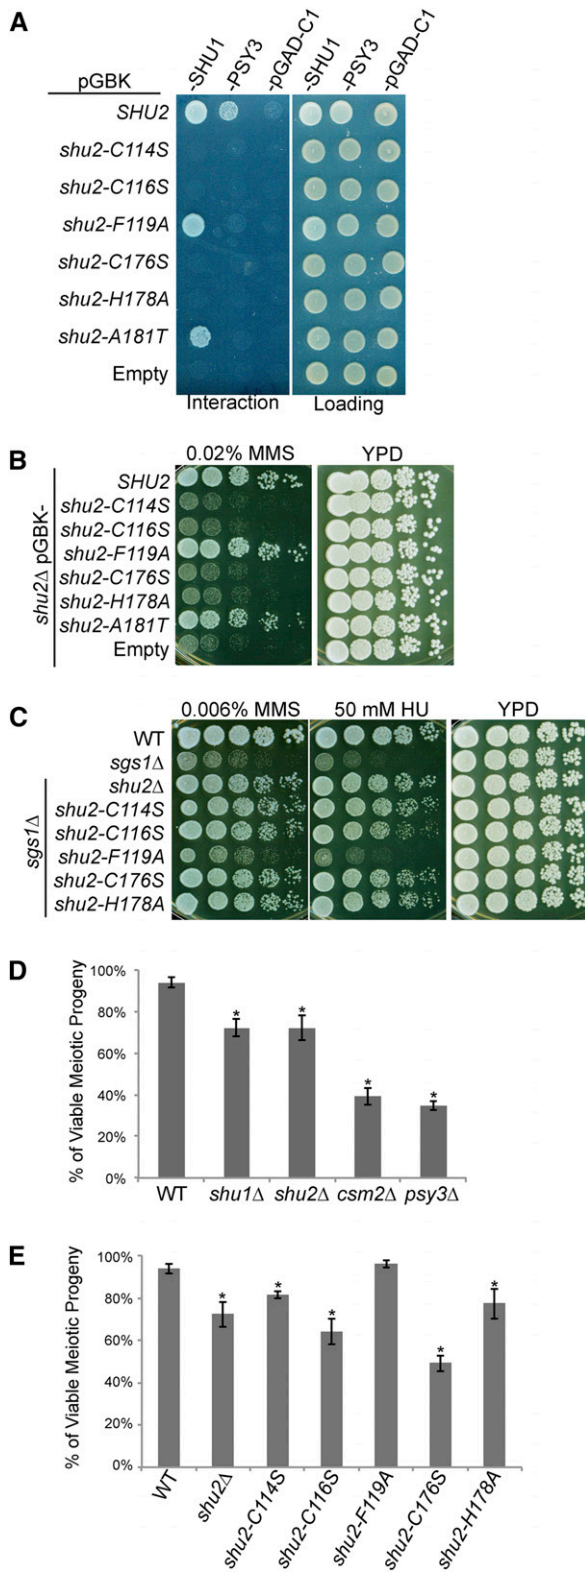 A
pGBK
-SHU1
-PSY3
-pGAD-C1
-SHU1
-PSY3
-pGAD-C1
SHU2
shu2-C114S
shu2-C116S
shu2-F119A
shu2-C176S
shu2-H178A
shu2-A181T
Empty
Interaction
Loading
B
0.02% MMS
YPD
shu2Δ pGBK-
SHU2
shu2-C114S
shu2-C116S
shu2-F119A
shu2-C176S
shu2-H178A
shu2-A181T
Empty
C
0.006% MMS
50 mM HU
YPD
WT
sgs1Δ
sgs1Δ
shu2Δ
shu2-C114S
shu2-C116S
shu2-F119A
shu2-C176S
shu2-H178A
D
% of Viable Meiotic Progeny
100%
80%
60%
40%
20%
0%
* * * *
WT shu1Δ shu2Δ csm2Δ psy3Δ
E
% of Viable Meiotic Progeny
100%
80%
60%
40%
20%
0%
* * * * *
WT
shu2Δ
shu2-C114S
shu2-C116S
shu2-F119A
shu2-C176S
shu2-H178A